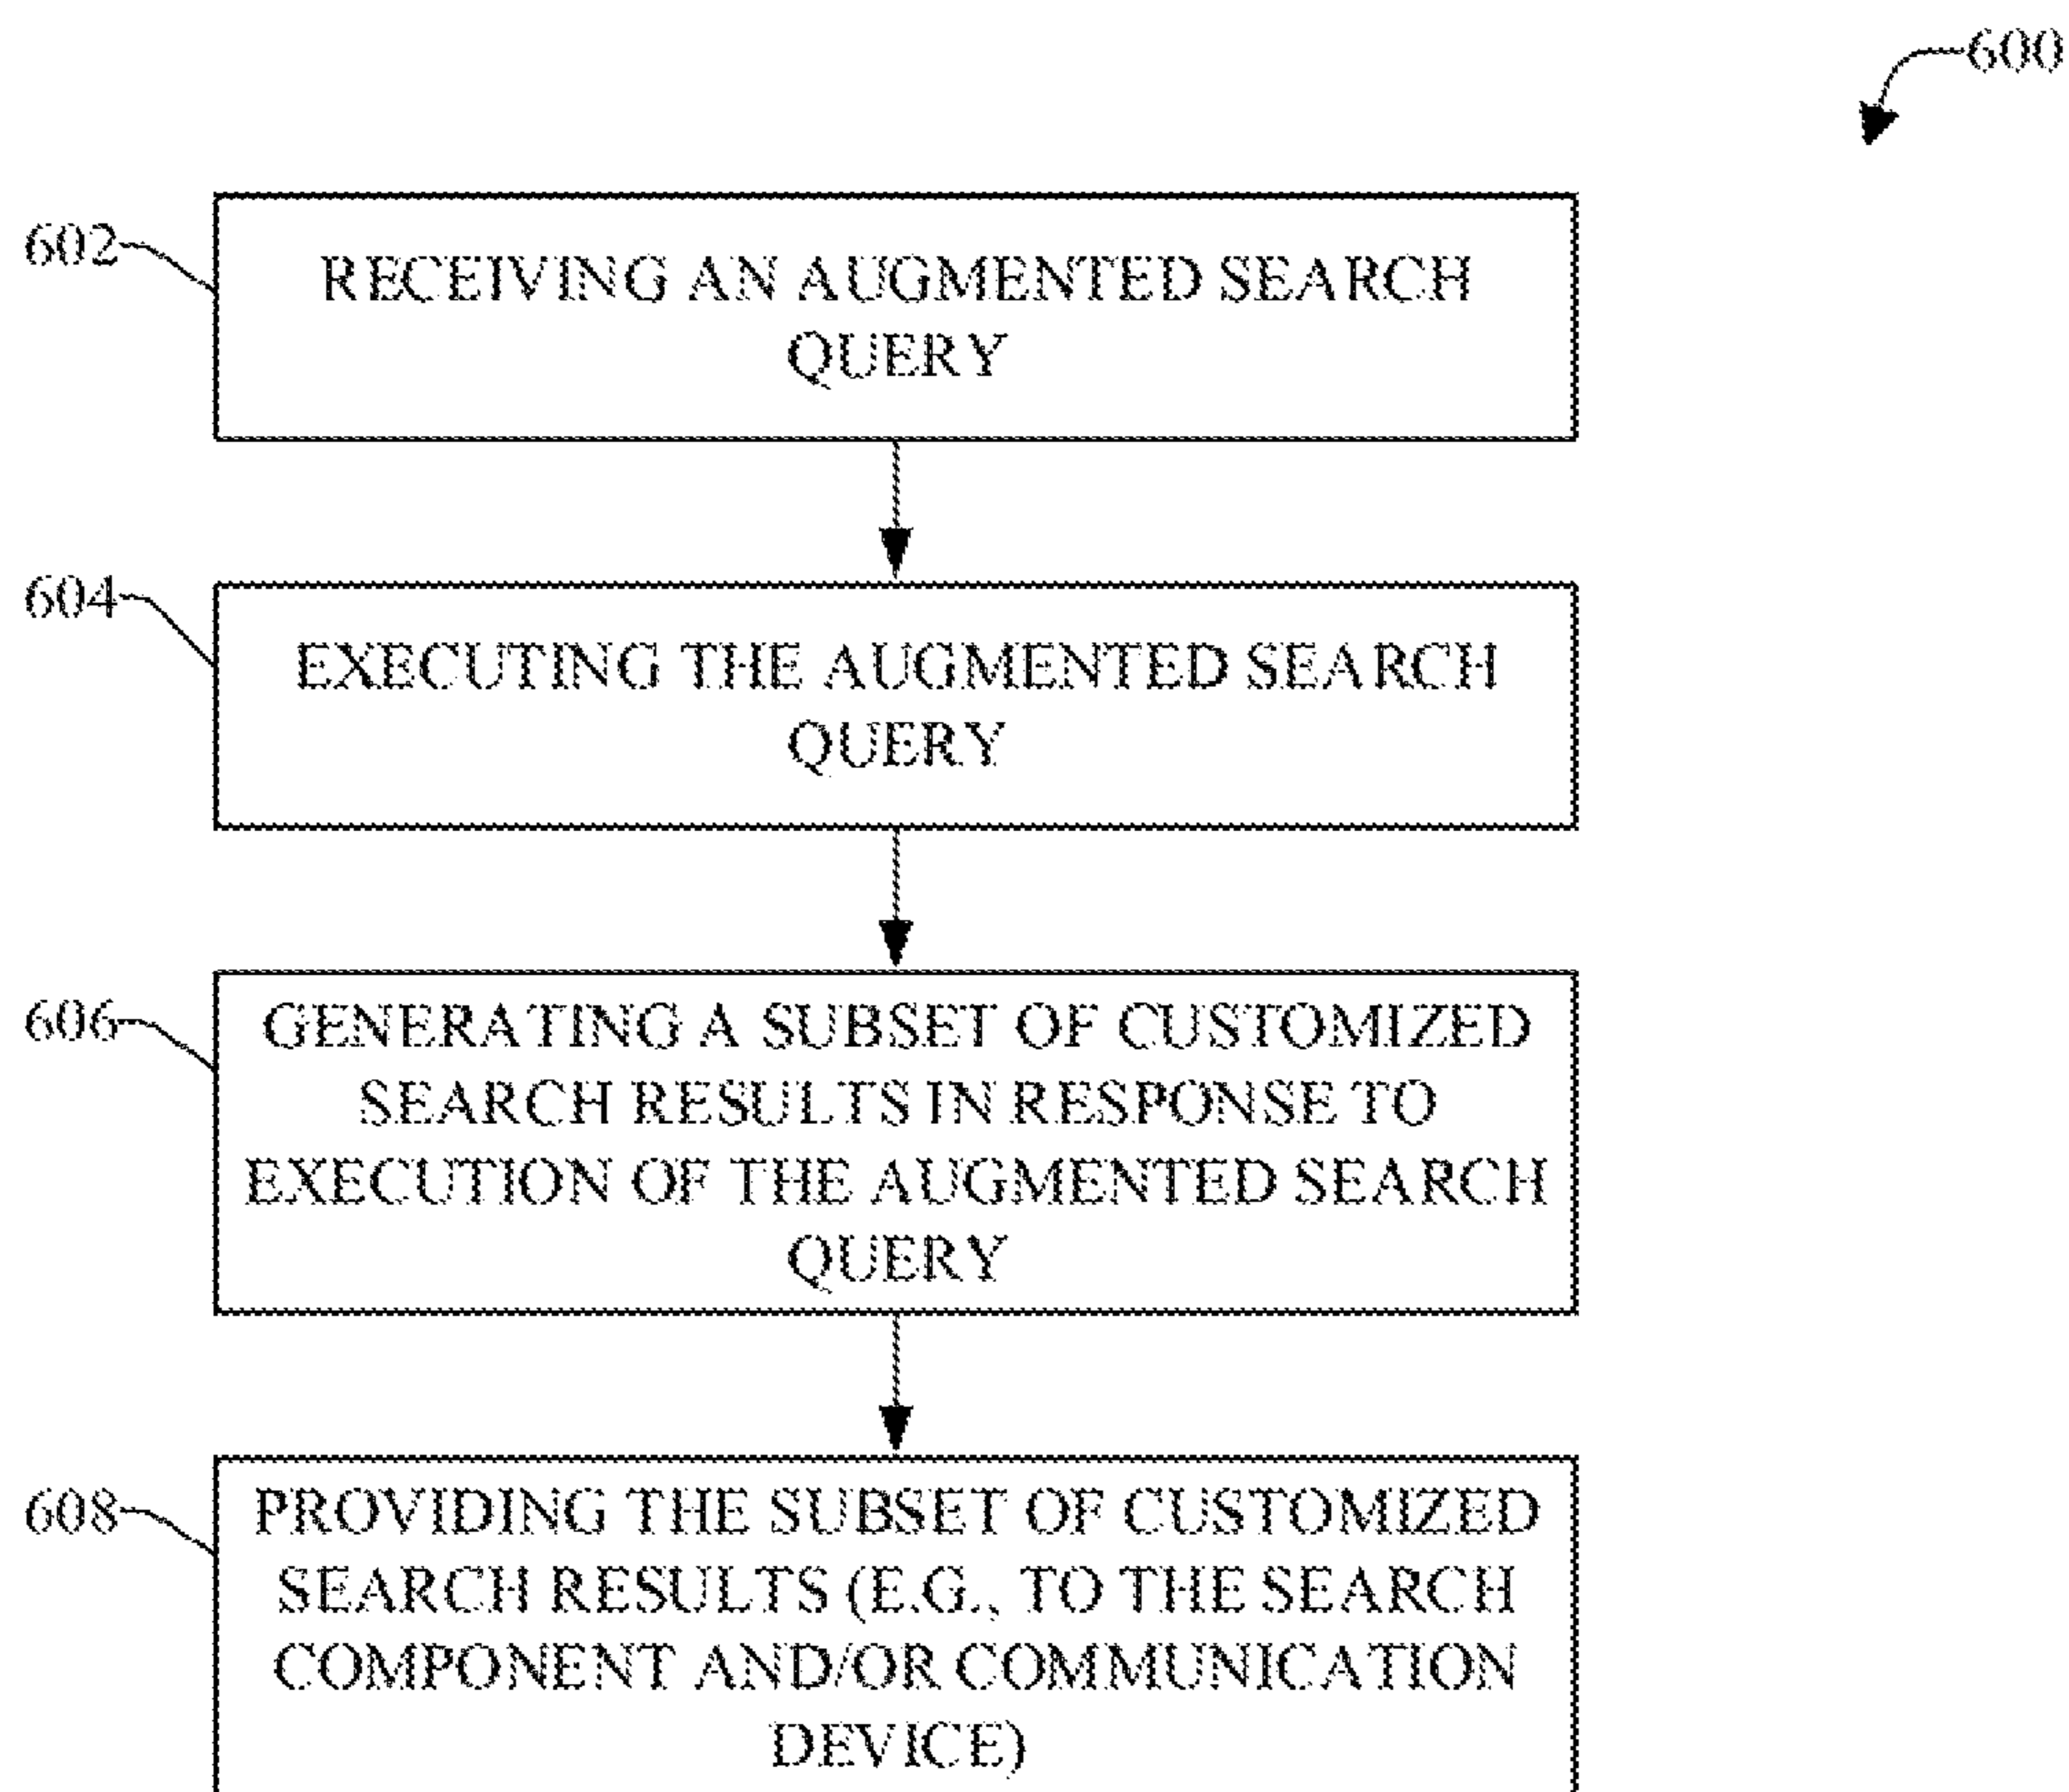 600
602
RECEIVING AN AUGMENTED SEARCH
QUERY
604
EXECUTING THE AUGMENTED SEARCH
QUERY
606
GENERATING A SUBSET OF CUSTOMIZED
SEARCH RESULTS IN RESPONSE TO
EXECUTION OF THE AUGMENTED SEARCH
QUERY
608
PROVIDING THE SUBSET OF CUSTOMIZED
SEARCH RESULTS (E.G., TO THE SEARCH
COMPONENT AND/OR COMMUNICATION
DEVICE)